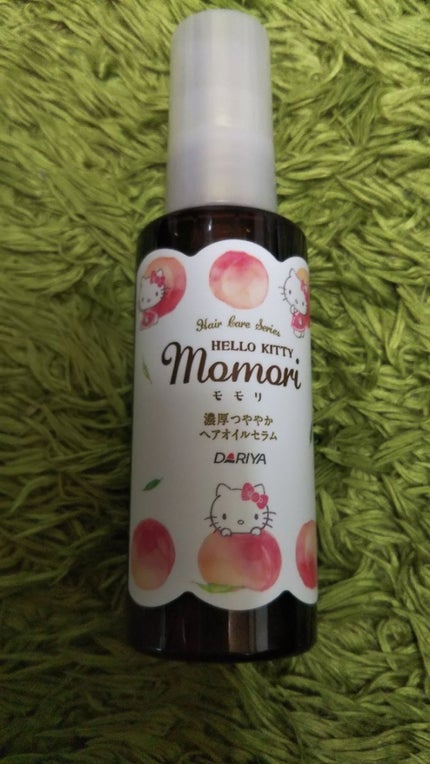 Hair Care Series
HELLO KITTY
momori
モモリ
濃厚つややか
ヘアオイルセラム
DARIYA